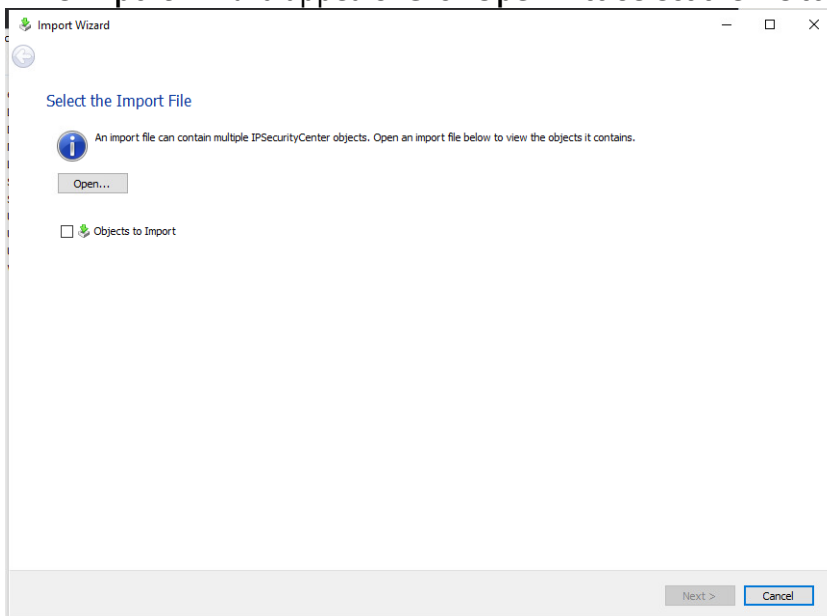 Import Wizard
Select the Import File
An import file can contain multiple IPSecurityCenter objects. Open an import file below to view the objects it contains.
Open...
Objects to Import
Next >
Cancel